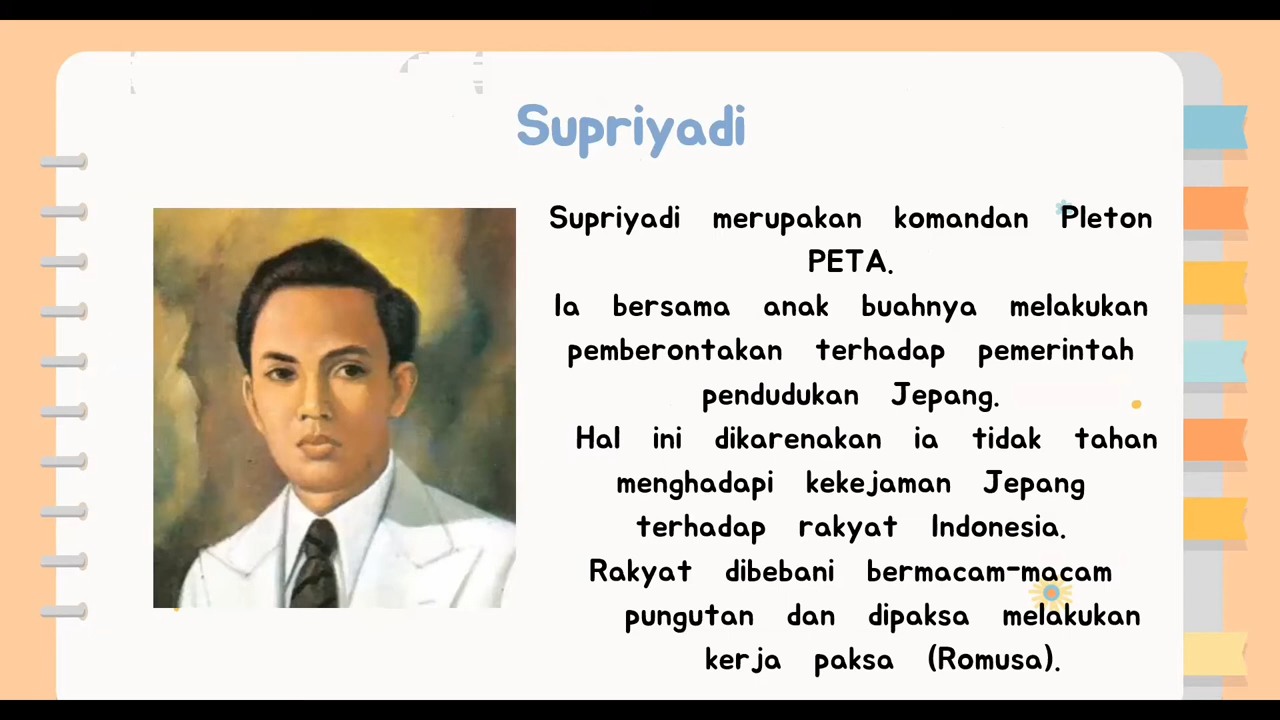 Supriyadi
Supriyadi merupakan komandan Pleton
PETA.
Ia bersama anak buahnya melakukan
pemberontakan terhadap pemerintah
pendudukan Jepang.
Hal ini dikarenakan ia tidak tahan
menghadapi kekejaman Jepang
terhadap rakyat Indonesia.
Rakyat dibebani bermacam-macam
pungutan dan dipaksa melakukan
kerja paksa (Romusa).